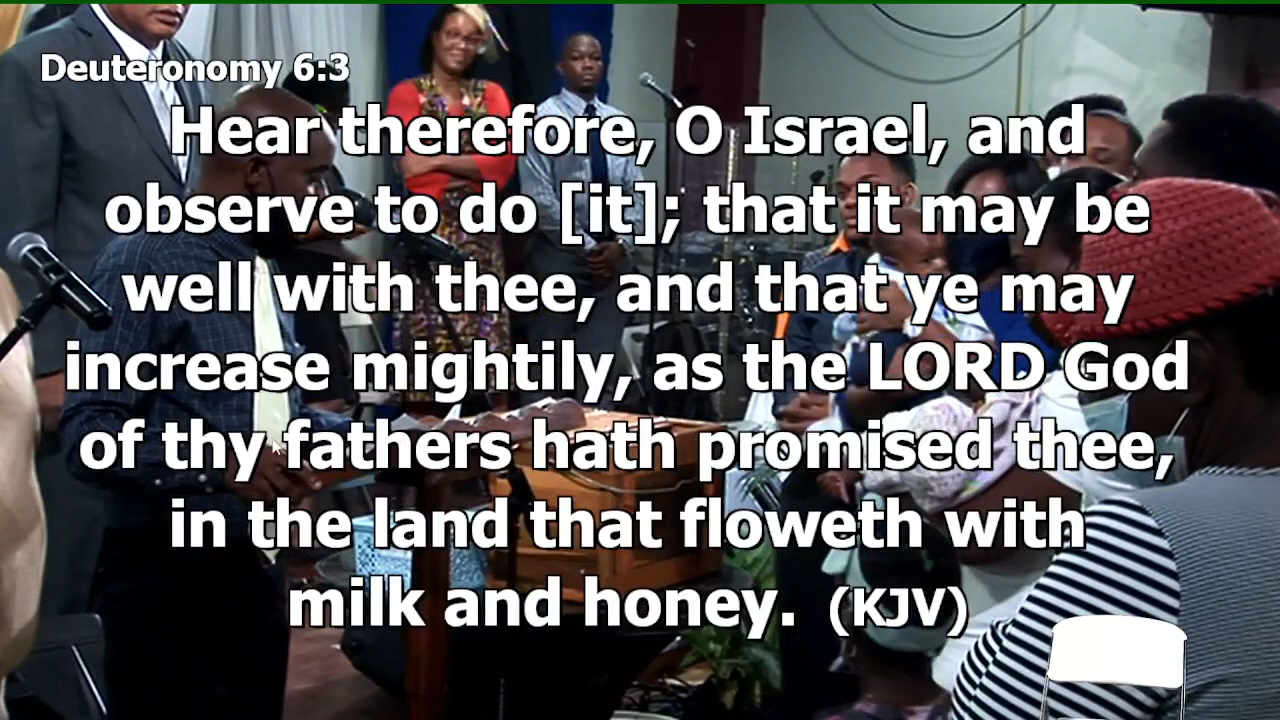 Deuteronomy 6:3
Hear therefore, O Israel, and
observe to do [it]; that it may be
well with thee, and that ye may
increase mightily, as the LORD God
of thy fathers hath promised thee,
in the land that floweth with
milk and honey. (KJV)